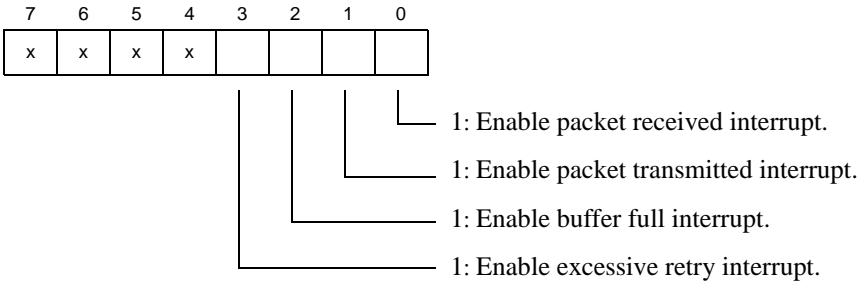 7 6 5 4 3 2 1 0
x x x x
1: Enable packet received interrupt.
1: Enable packet transmitted interrupt.
1: Enable buffer full interrupt.
1: Enable excessive retry interrupt.